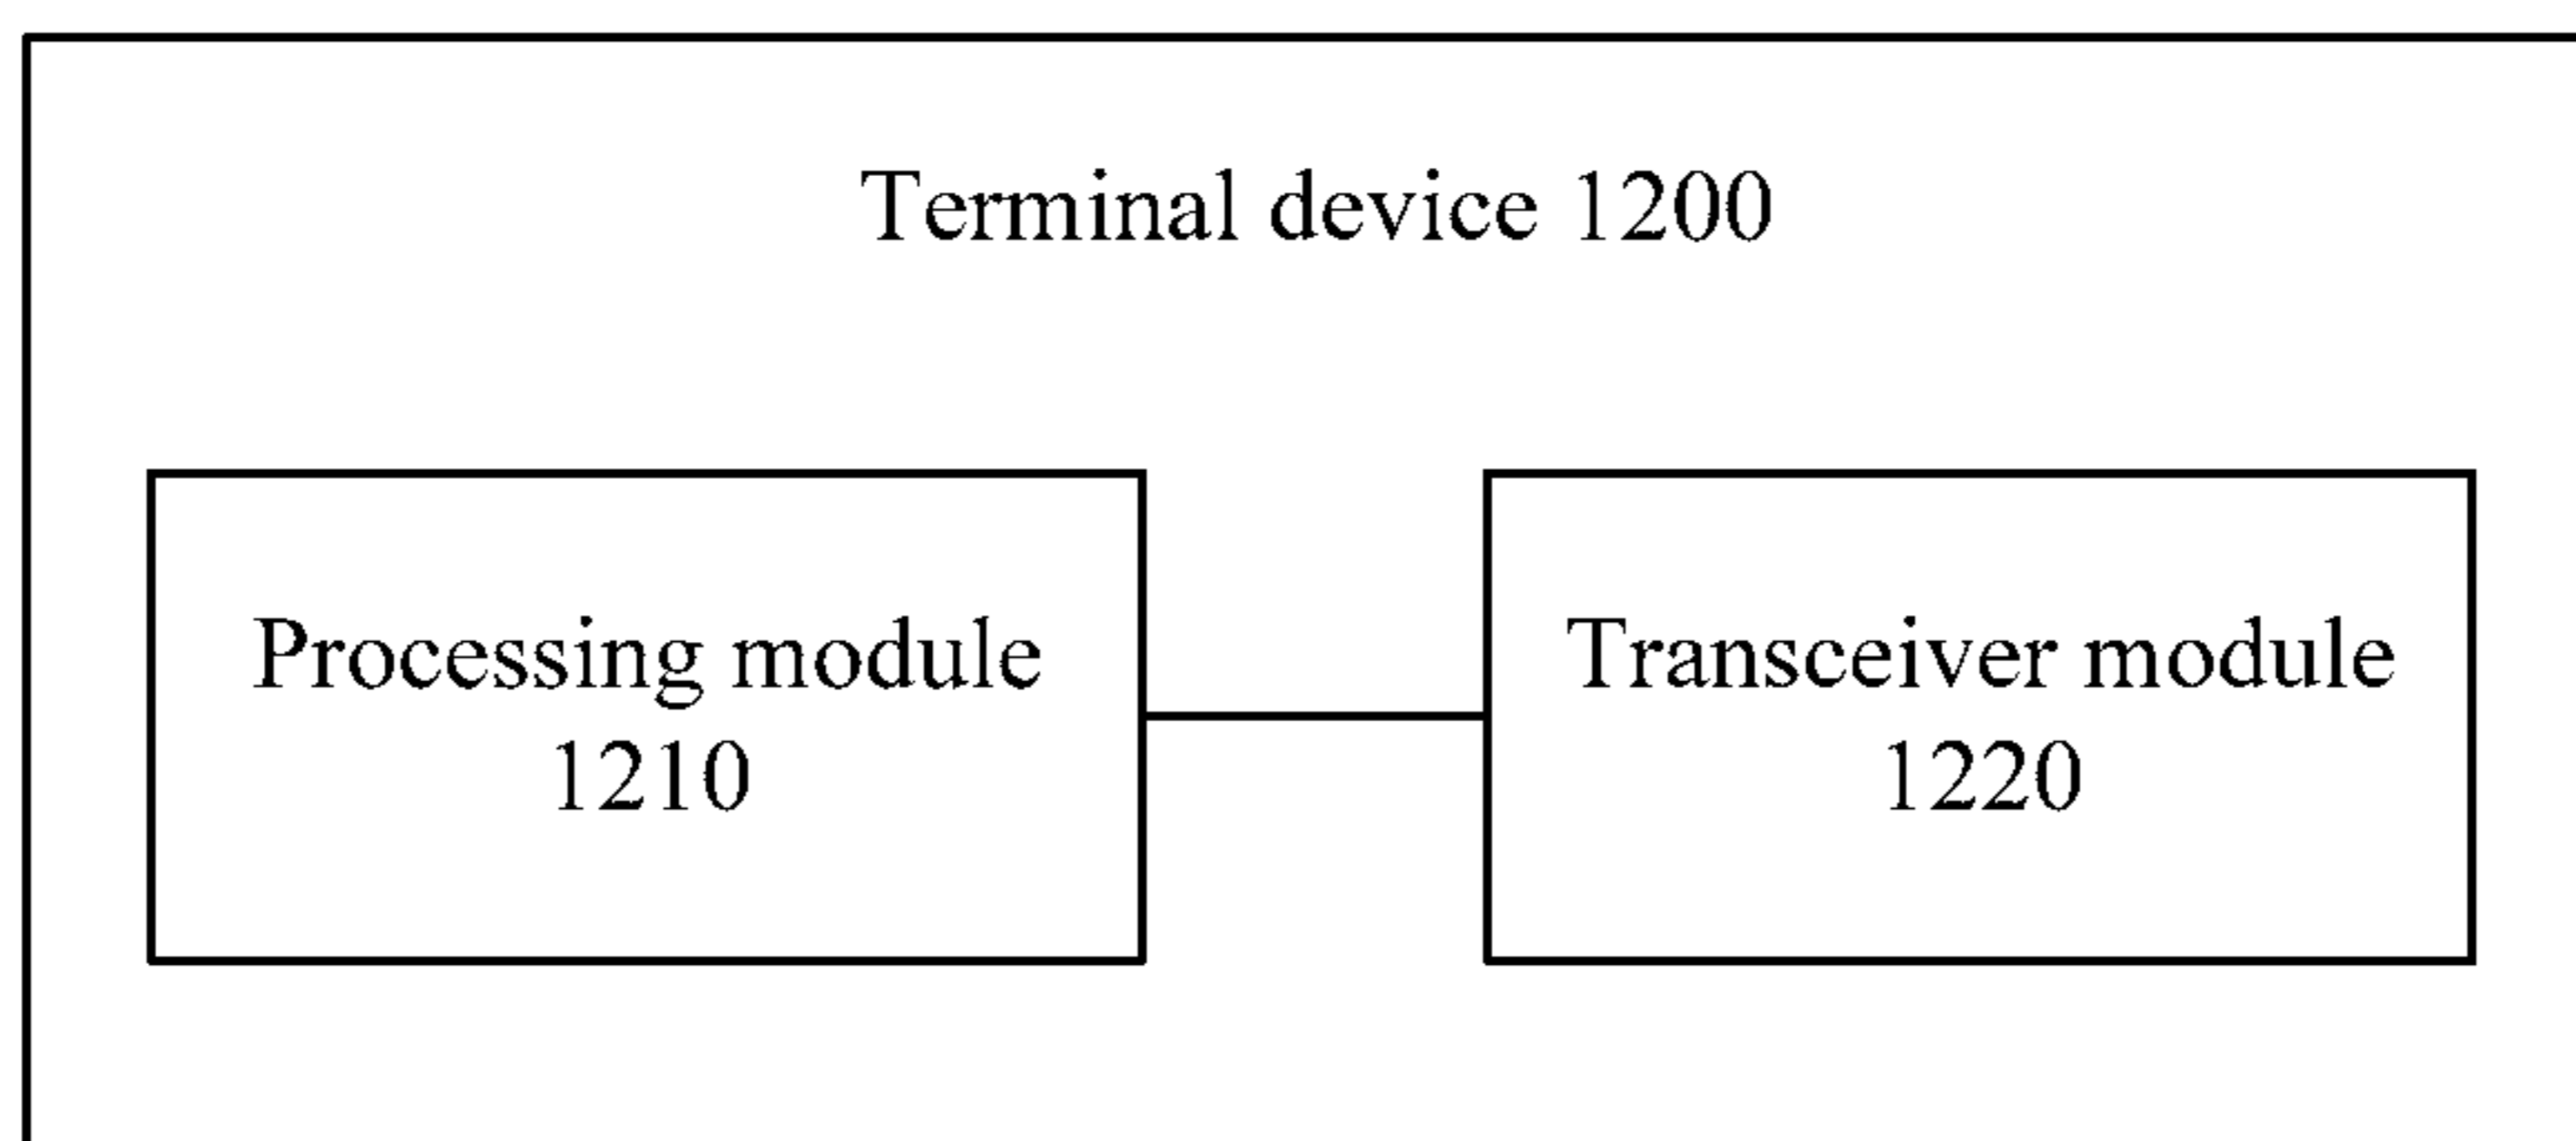 Terminal device 1200
Processing module
1210
Transceiver module
1220